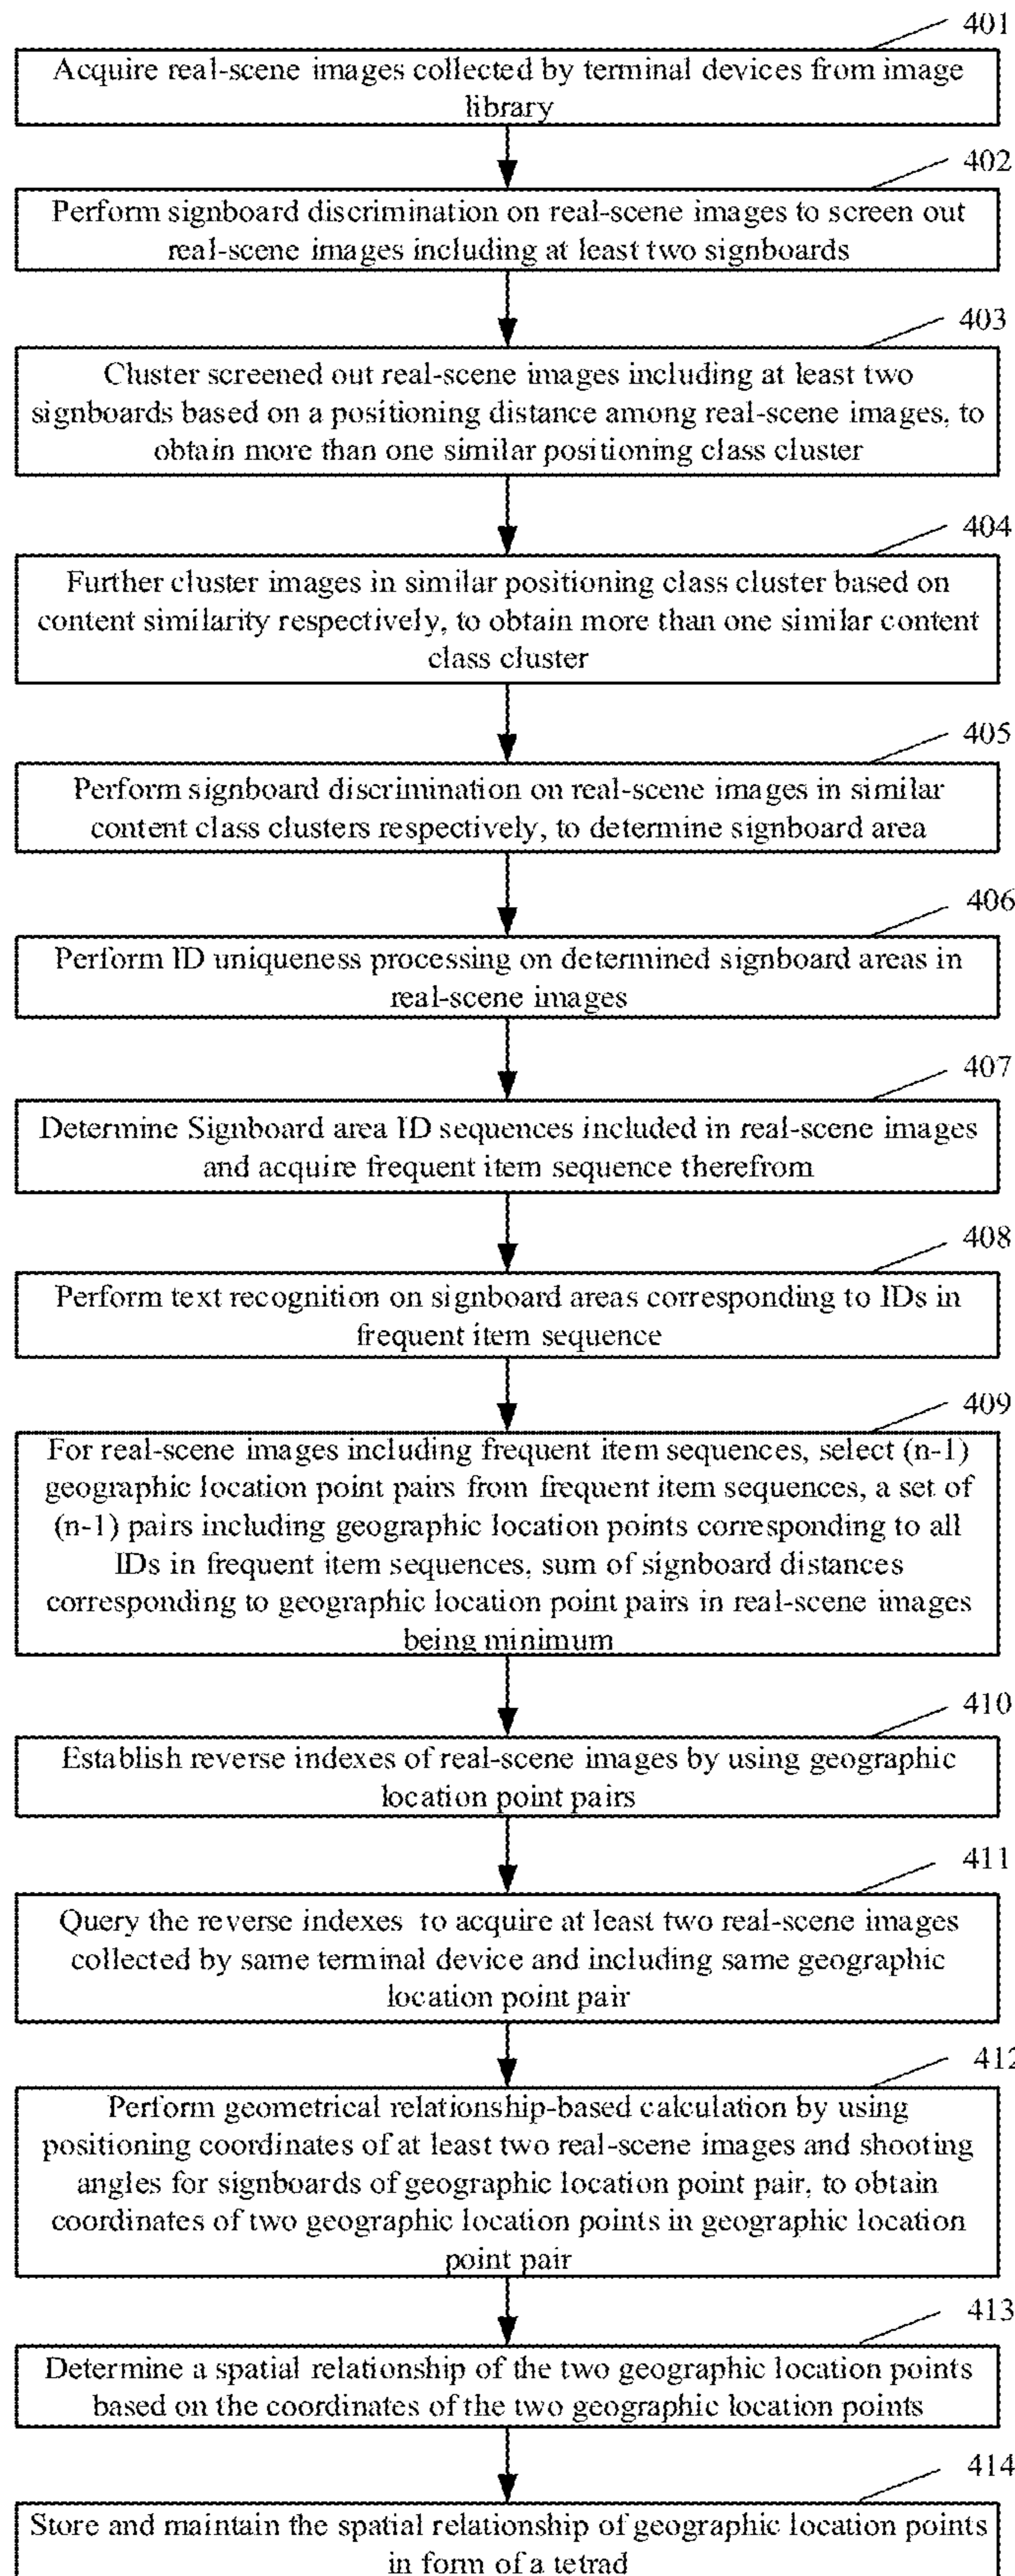 401
Acquire real-scene images collected by terminal devices from image
library
402
Perform signboard discrimination on real-scene images to screen out
real-scene images including at least two signboards
403
Cluster screened out real-scene images including at least two
signboards based on a positioning distance among real-scene images, to
obtain more than one similar positioning class cluster
404
Further cluster images in similar positioning class cluster based on
content similarity respectively, to obtain more than one similar content
class cluster
405
Perform signboard discrimination on real-scene images in similar
content class clusters respectively, to determine signboard area
406
Perform ID uniqueness processing on determined signboard areas in
real-scene images
407
Determine Signboard area ID sequences included in real-scene images
and acquire frequent item sequence therefrom
408
Perform text recognition on signboard areas corresponding to IDs in
frequent item sequence
409
For real-scene images including frequent item sequences, select (n-1)
geographic location point pairs from frequent item sequences, a set of
(n-1) pairs including geographic location points corresponding to all
IDs in frequent item sequences, sum of signboard distances
corresponding to geographic location point pairs in real-scene images
being minimum
410
Establish reverse indexes of real-scene images by using geographic
location point pairs
411
Query the reverse indexes to acquire at least two real-scene images
collected by same terminal device and including same geographic
location point pair
412
Perform geometrical relationship-based calculation by using
positioning coordinates of at least two real-scene images and shooting
angles for signboards of geographic location point pair, to obtain
coordinates of two geographic location points in geographic location
point pair
413
Determine a spatial relationship of the two geographic location points
based on the coordinates of the two geographic location points
414
Store and maintain the spatial relationship of geographic location points
in form of a tetrad